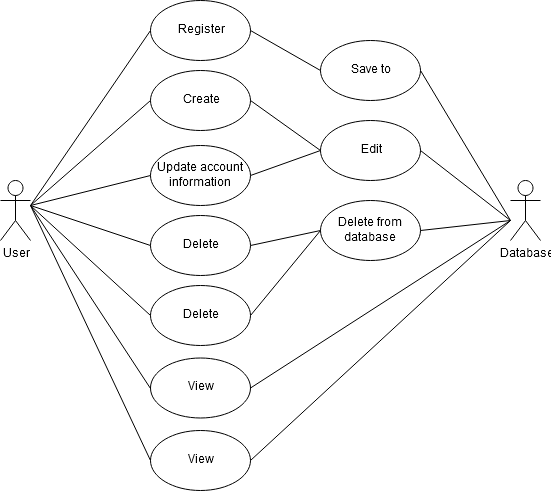 Register
Save to
Create
Edit
Update account
information
Delete from
database
Delete
User
Database
Delete
View
View